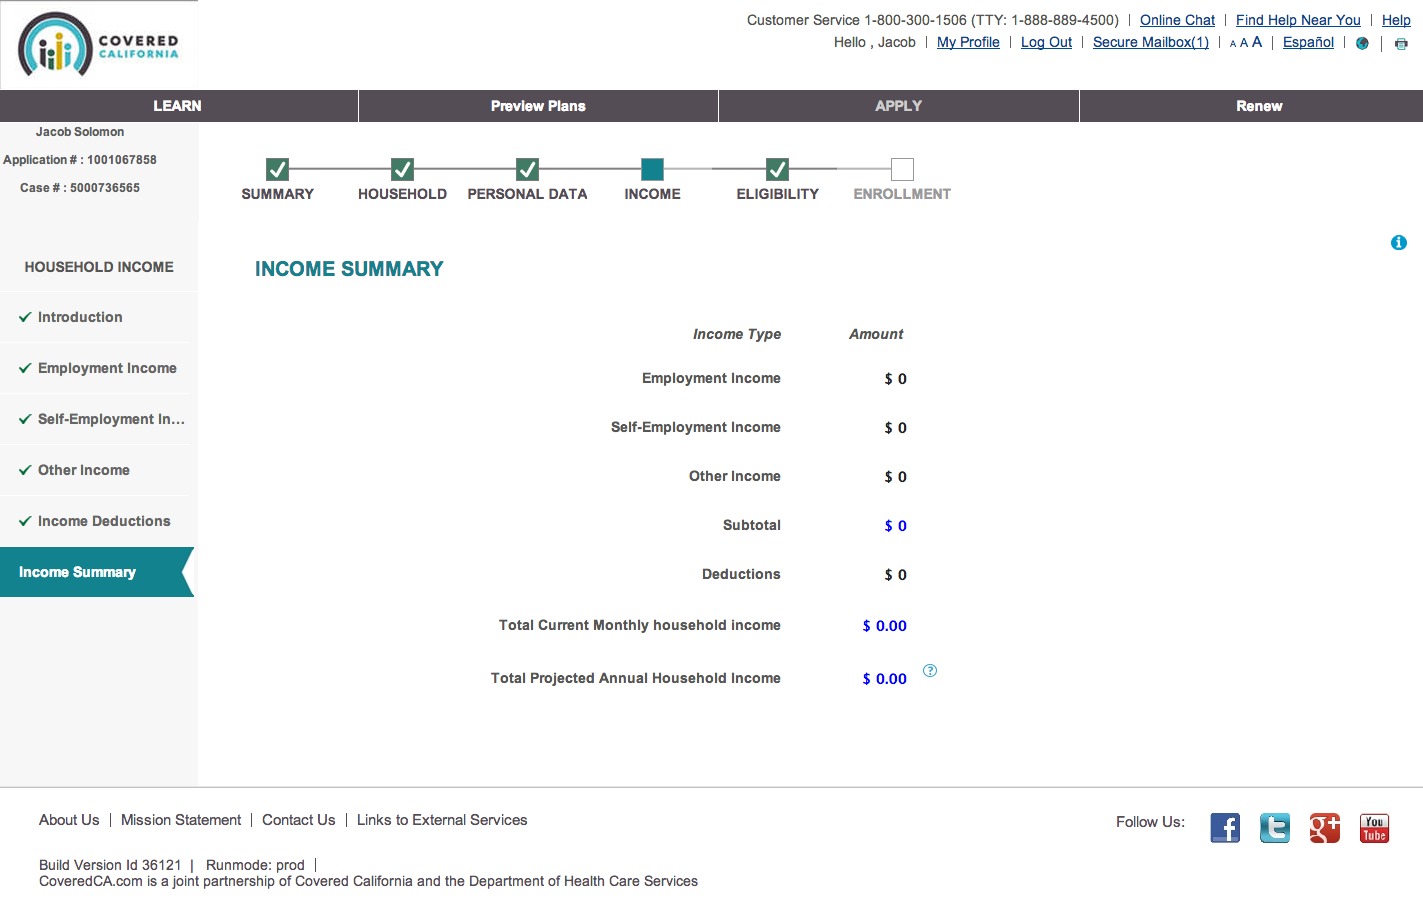 COVERED
CALIFORNIA
Customer Service 1-800-300-1506 (TTY: 1-888-889-4500) | Online Chat | Find Help Near You | Help
Hello , Jacob | My Profile | Log Out | Secure Mailbox(1) | A A A | Español |
LEARN Preview Plans APPLY Renew
Jacob Solomon
Application # : 1001067858
Case # : 5000736565
SUMMARY HOUSEHOLD PERSONAL DATA INCOME ELIGIBILITY ENROLLMENT
HOUSEHOLD INCOME
Introduction
Employment Income
Self-Employment In...
Other Income
Income Deductions
Income Summary
INCOME SUMMARY
Income Type Amount
Employment Income $ 0
Self-Employment Income $ 0
Other Income $ 0
Subtotal $ 0
Deductions $ 0
Total Current Monthly household income $ 0.00
Total Projected Annual Household Income $ 0.00 ?
About Us | Mission Statement | Contact Us | Links to External Services
Follow Us: f t g+ You Tube
Build Version Id 36121 | Runmode: prod |
CoveredCA.com is a joint partnership of Covered California and the Department of Health Care Services